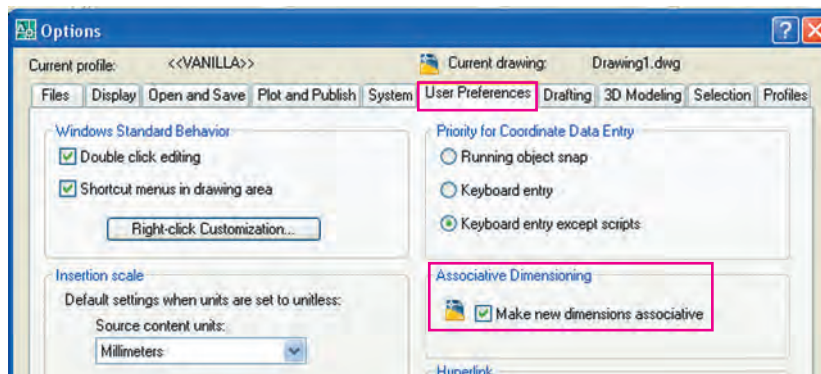 Options
Current profile: <<VANILLA>> Current drawing: Drawing1.dwg
Files Display Open and Save Plot and Publish System User Preferences Drafting 3D Modeling Selection Profiles
Windows Standard Behavior
Double click editing
Shortcut menus in drawing area
Right-click Customization...
Insertion scale
Default settings when units are set to unitless:
Source content units:
Millimeters
Priority for Coordinate Data Entry
Running object snap
Keyboard entry
Keyboard entry except scripts
Associative Dimensioning
Make new dimensions associative
Hyperlink